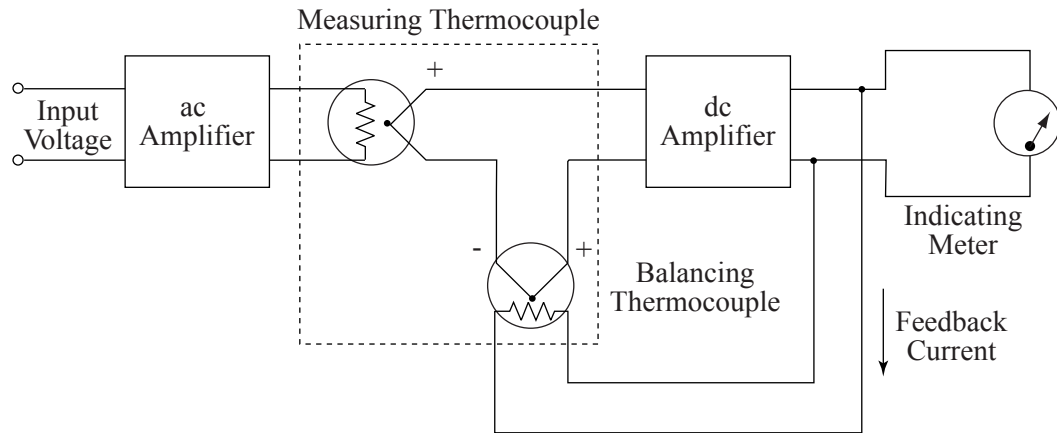 Measuring Thermocouple
+
Input
Voltage
ac
Amplifier
dc
Amplifier
Indicating
Meter
-
+
Balancing
Thermocouple
Feedback
Current